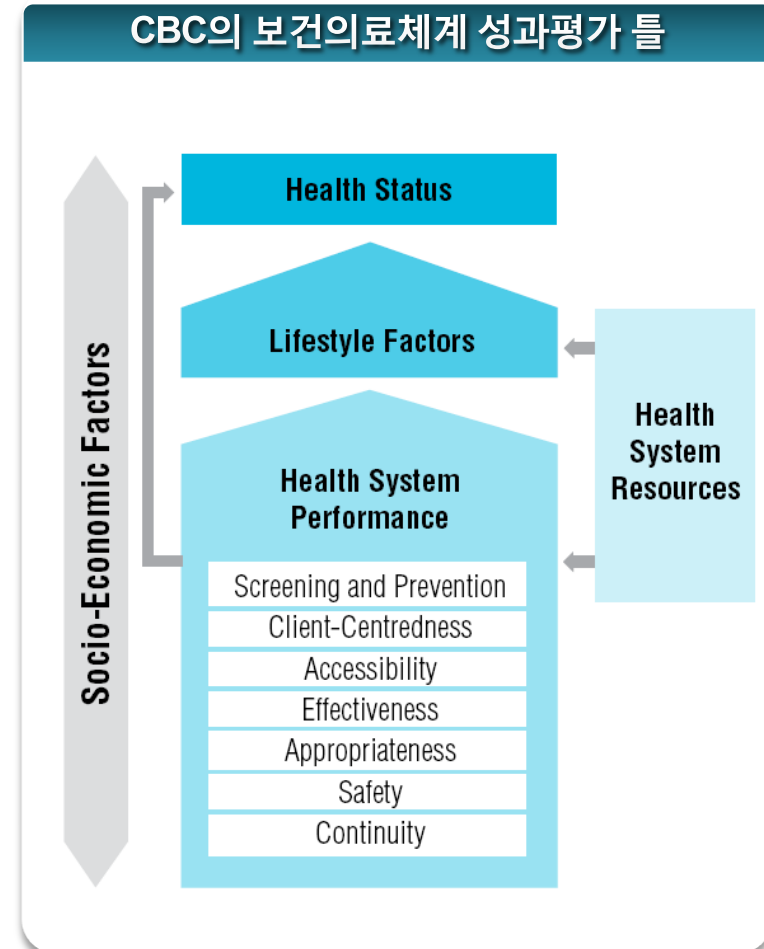 CBC의 보건의료체계 성과평가 틀
Health Status
Lifestyle Factors
Socio-Economic Factors
Health
System
Resources
Health System
Performance
Screening and Prevention
Client-Centredness
Accessibility
Effectiveness
Appropriateness
Safety
Continuity